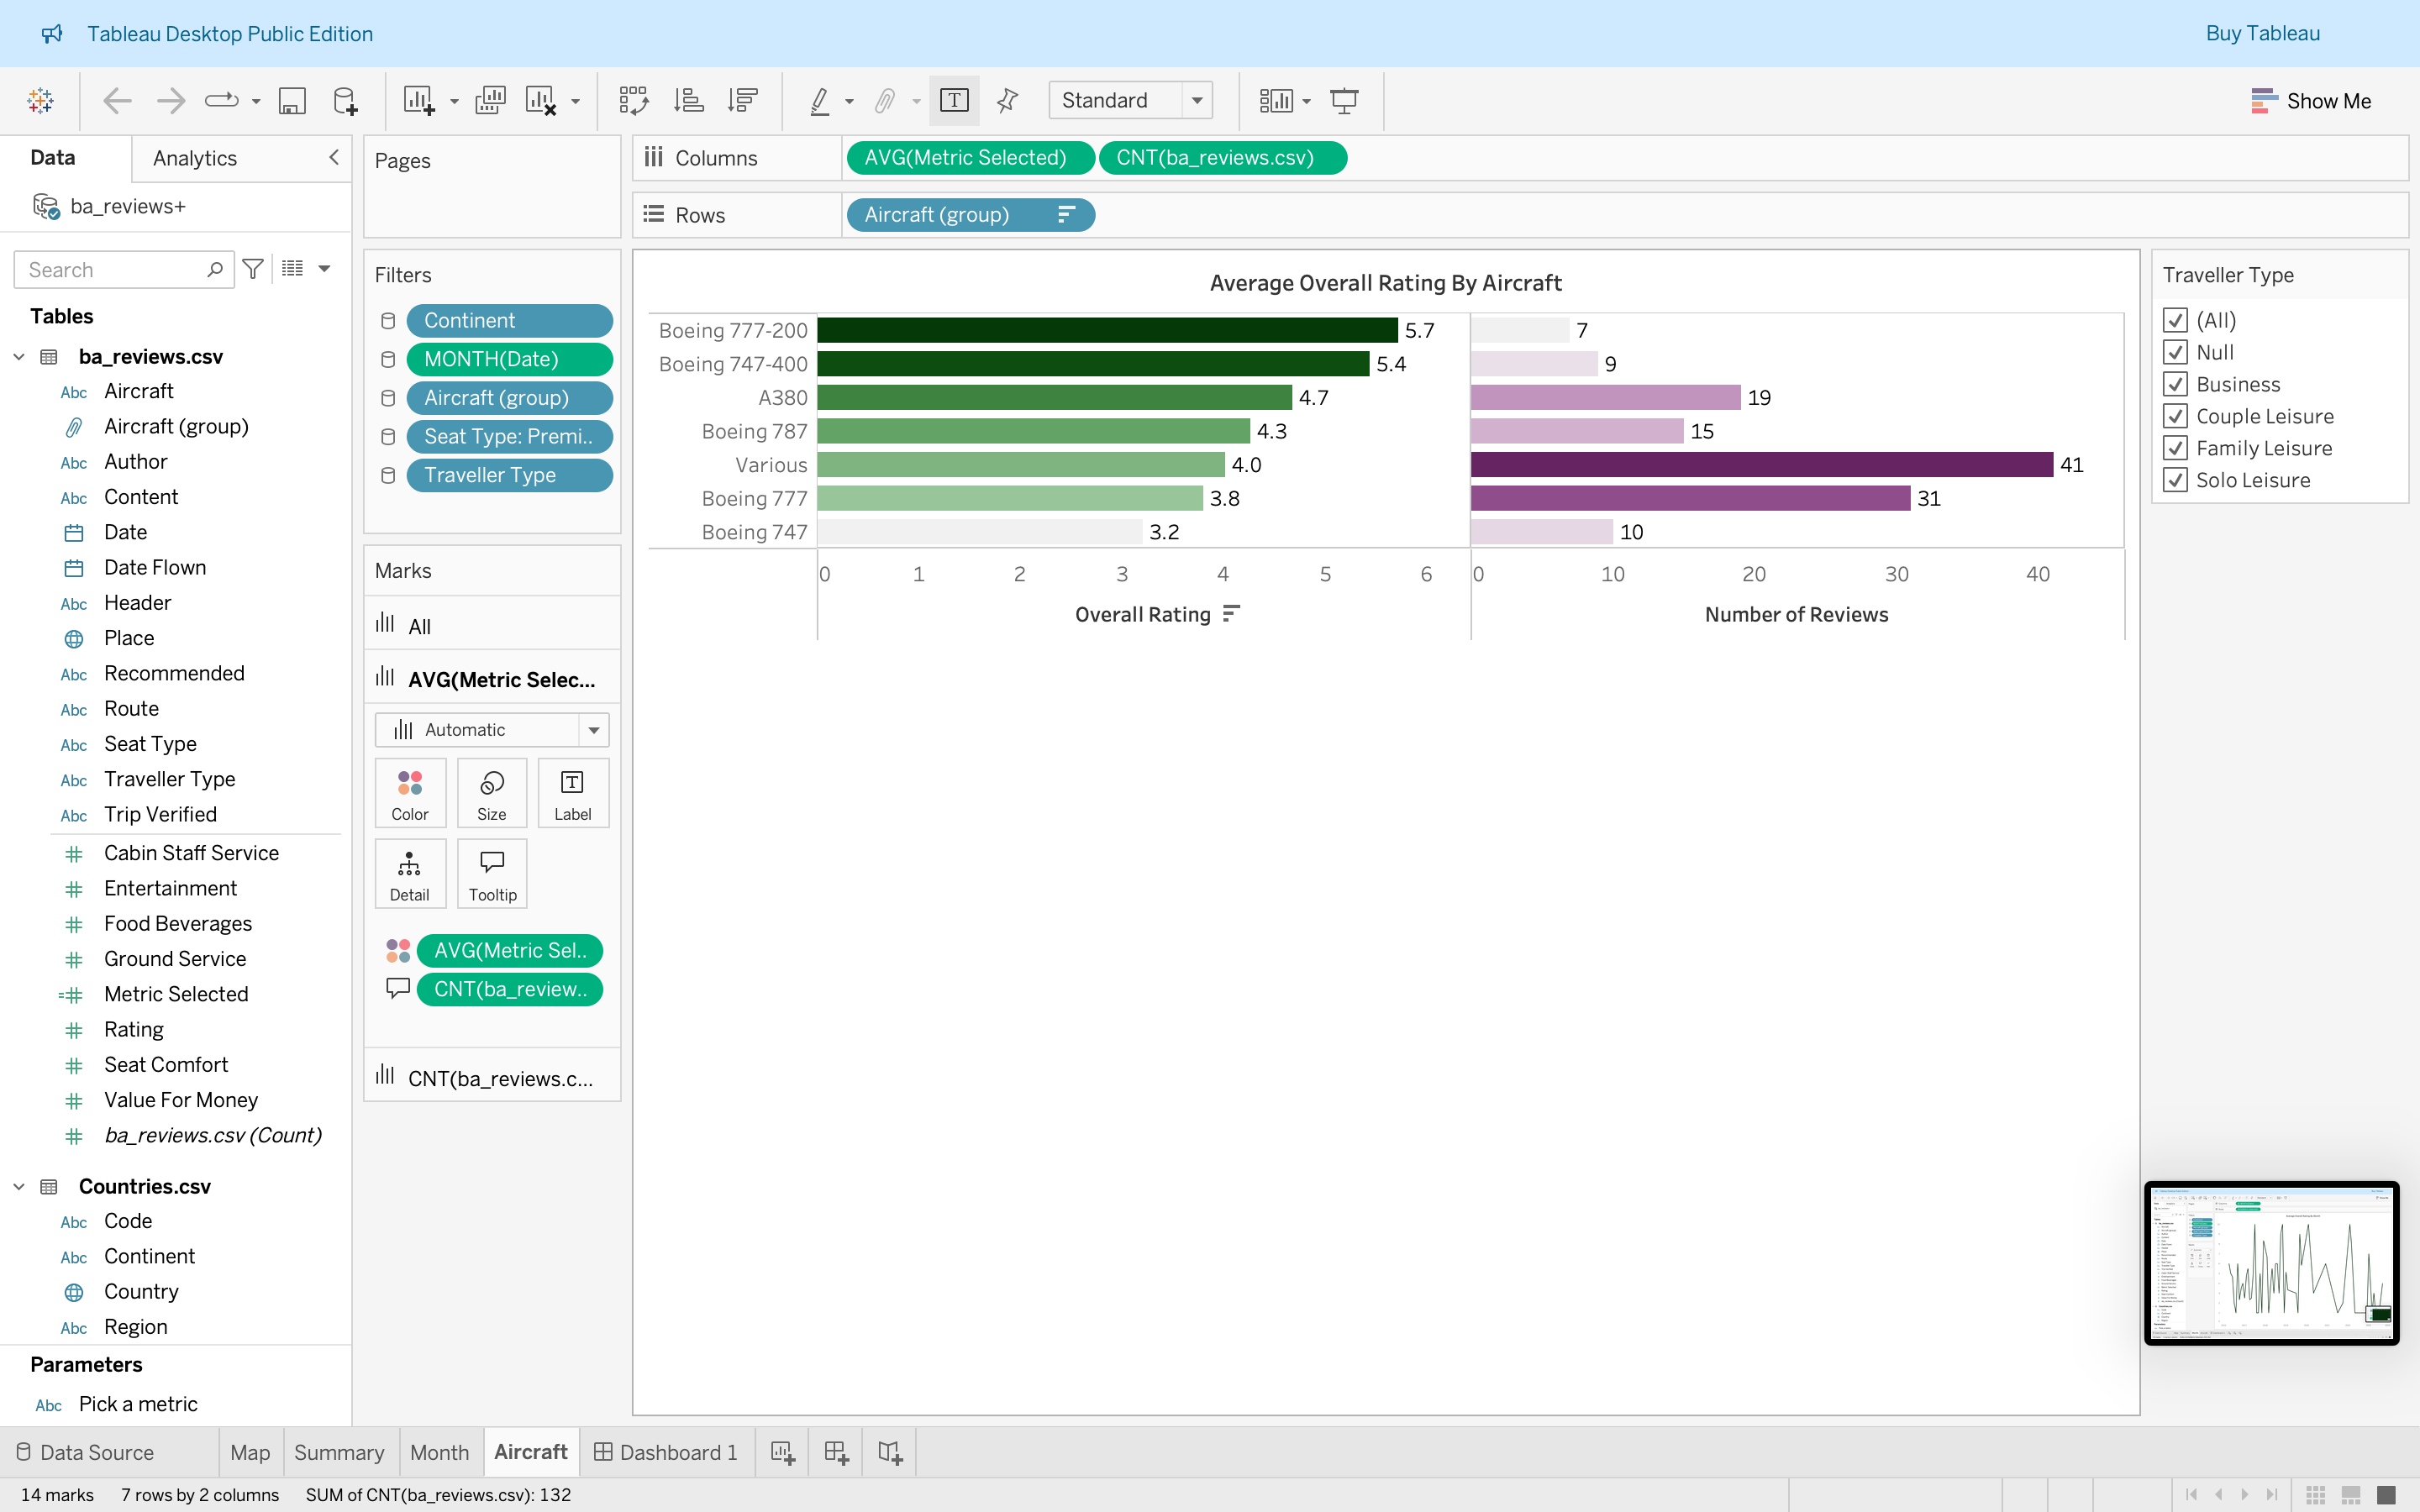 Tableau Desktop Public Edition
Buy Tableau
Standard
Show Me
Data
Analytics
ba_reviews+
Search
Tables
ba_reviews.csv
Abc Aircraft
Aircraft (group)
Abc Author
Abc Content
Date
Date Flown
Abc Header
Place
Abc Recommended
Abc Route
Abc Seat Type
Abc Traveller Type
Abc Trip Verified
# Cabin Staff Service
# Entertainment
# Food Beverages
# Ground Service
=# Metric Selected
# Rating
# Seat Comfort
# Value For Money
# ba_reviews.csv (Count)
Countries.csv
Abc Code
Abc Continent
Country
Abc Region
Parameters
Abc Pick a metric
Pages
Filters
Continent
MONTH(Date)
Aircraft (group)
Seat Type: Premi..
Traveller Type
Marks
All
AVG(Metric Selec...
Automatic
Color
Size
Label
Detail
Tooltip
AVG(Metric Sel..
CNT(ba_review..
CNT(ba_reviews.c...
Columns
AVG(Metric Selected)
CNT(ba_reviews.csv)
Rows
Aircraft (group)
Average Overall Rating By Aircraft
Boeing 777-200 5.7 7
Boeing 747-400 5.4 9
A380 4.7 19
Boeing 787 4.3 15
Various 4.0 41
Boeing 777 3.8 31
Boeing 747 3.2 10
0 1 2 3 4 5 6 0 10 20 30 40
Overall Rating
Number of Reviews
Traveller Type
(All)
Null
Business
Couple Leisure
Family Leisure
Solo Leisure
Data Source
Map
Summary
Month
Aircraft
Dashboard 1
14 marks
7 rows by 2 columns
SUM of CNT(ba_reviews.csv): 132